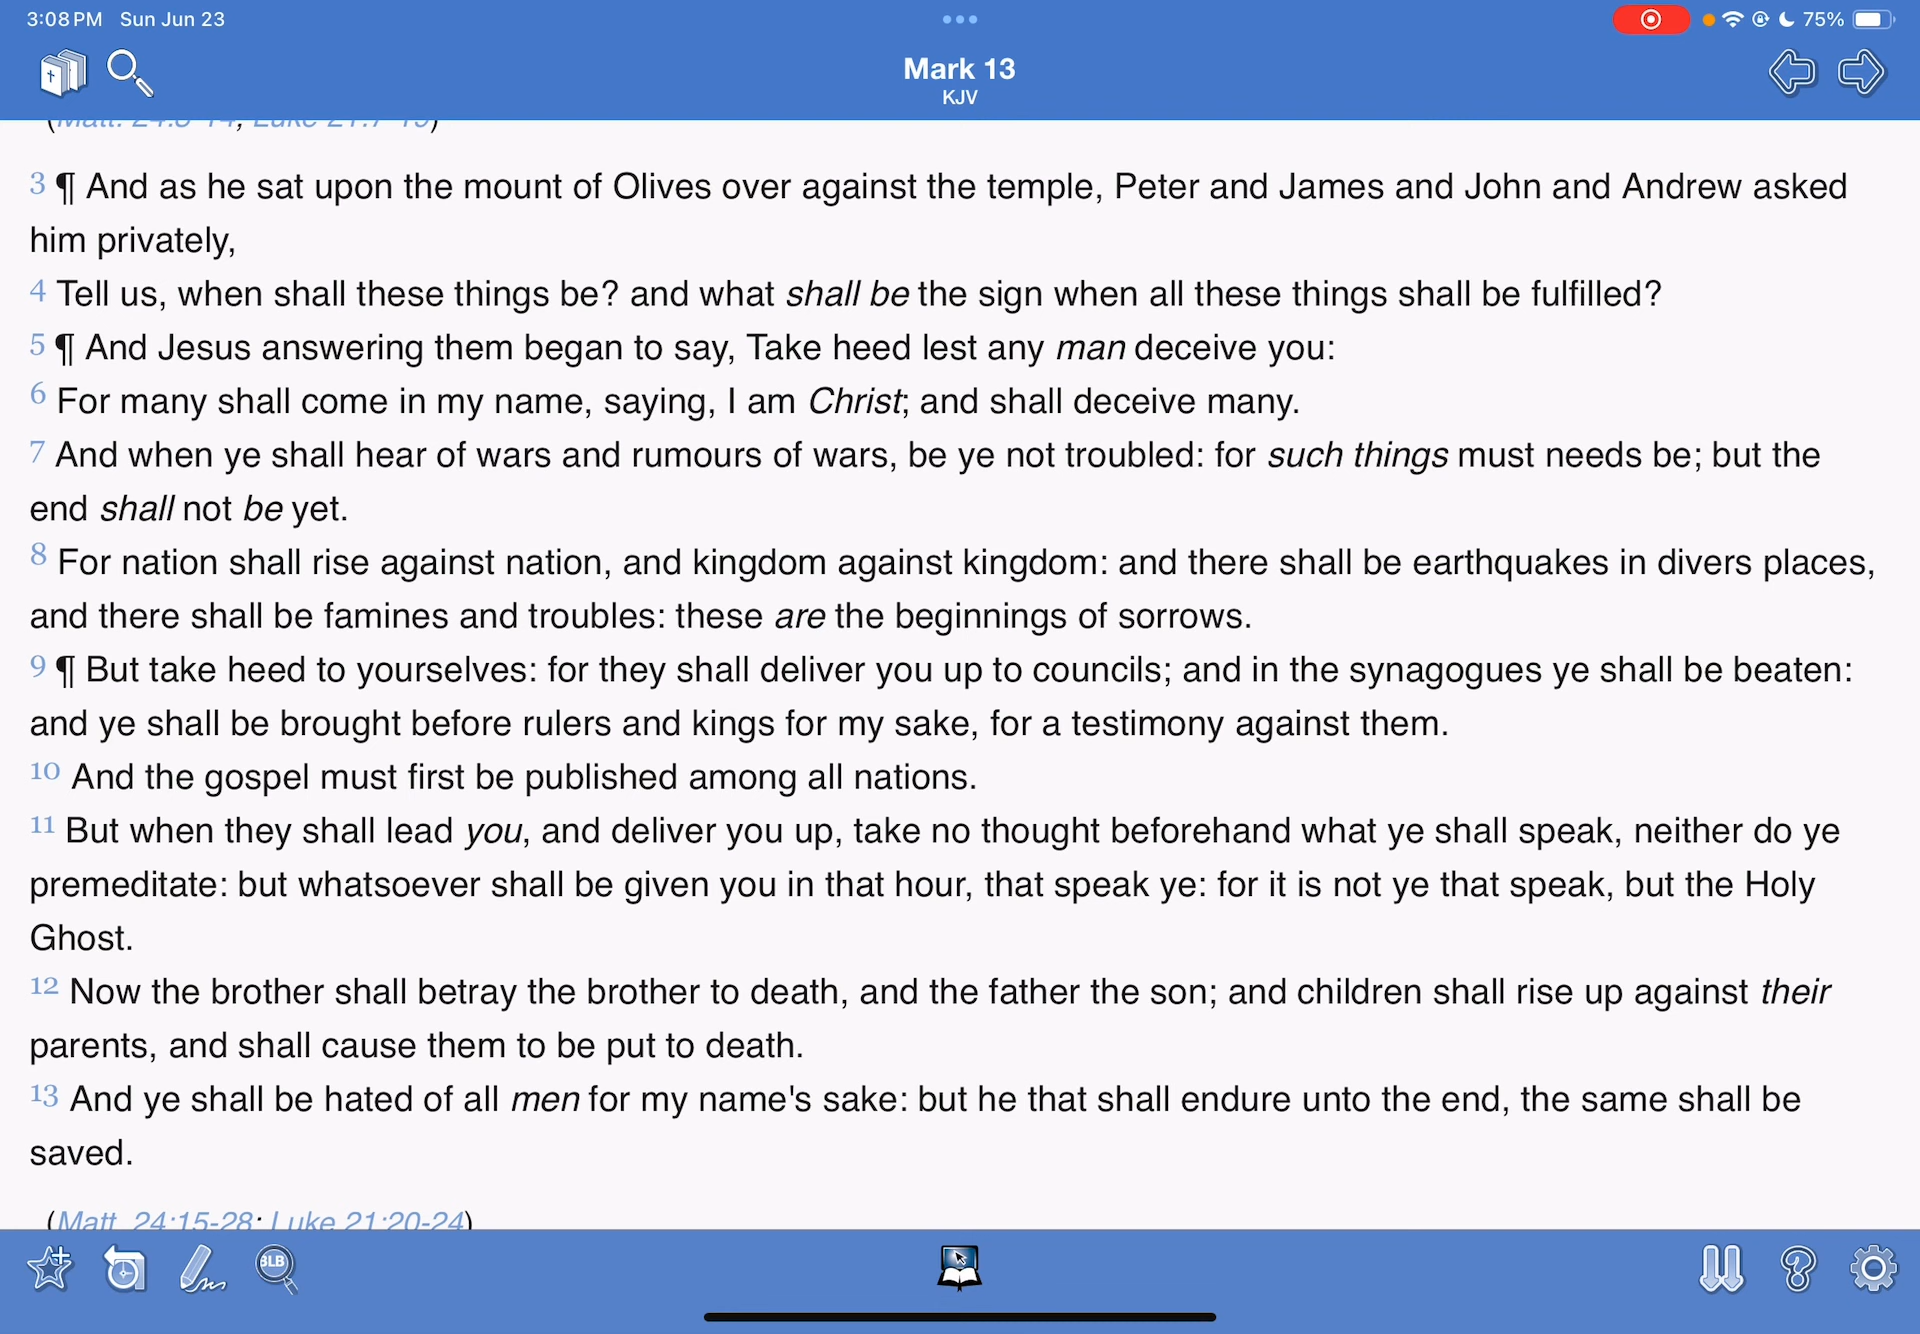 3:08 PM Sun Jun 23
75%
Mark 13
KJV
(Matt. 24:3-14; Luke 21:7-19)
3 ¶ And as he sat upon the mount of Olives over against the temple, Peter and James and John and Andrew asked
him privately,
4 Tell us, when shall these things be? and what shall be the sign when all these things shall be fulfilled?
5 ¶ And Jesus answering them began to say, Take heed lest any man deceive you:
6 For many shall come in my name, saying, I am Christ; and shall deceive many.
7 And when ye shall hear of wars and rumours of wars, be ye not troubled: for such things must needs be; but the
end shall not be yet.
8 For nation shall rise against nation, and kingdom against kingdom: and there shall be earthquakes in divers places,
and there shall be famines and troubles: these are the beginnings of sorrows.
9 ¶ But take heed to yourselves: for they shall deliver you up to councils; and in the synagogues ye shall be beaten:
and ye shall be brought before rulers and kings for my sake, for a testimony against them.
10 And the gospel must first be published among all nations.
11 But when they shall lead you, and deliver you up, take no thought beforehand what ye shall speak, neither do ye
premeditate: but whatsoever shall be given you in that hour, that speak ye: for it is not ye that speak, but the Holy
Ghost.
12 Now the brother shall betray the brother to death, and the father the son; and children shall rise up against their
parents, and shall cause them to be put to death.
13 And ye shall be hated of all men for my name's sake: but he that shall endure unto the end, the same shall be
saved.
(Matt. 24:15-28; Luke 21:20-24)
BLB